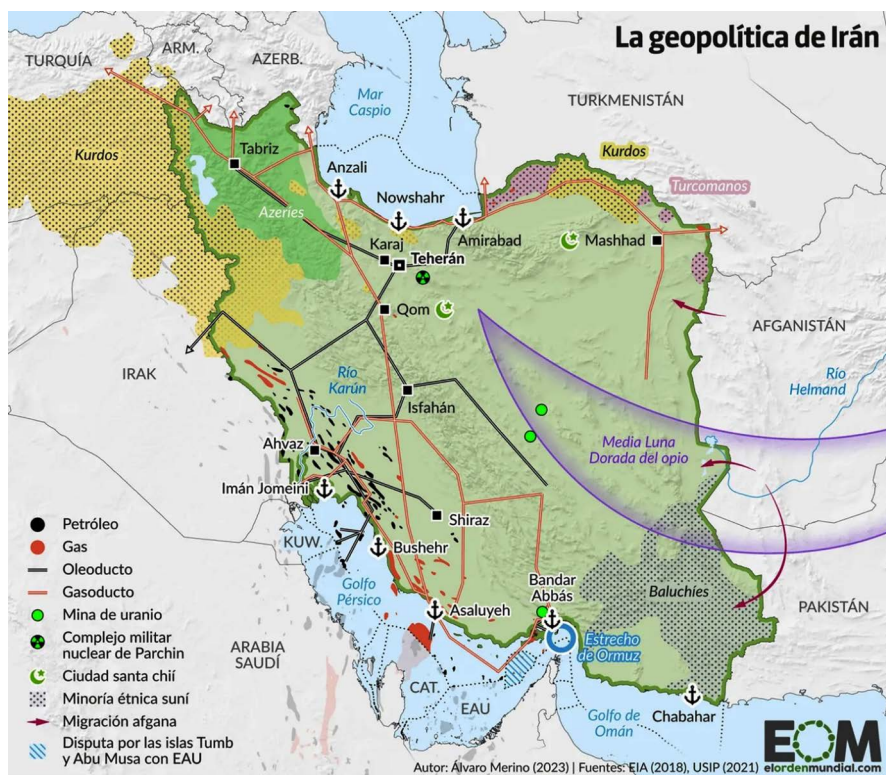 La geopolítica de Irán
TURQUÍA
ARM.
AZERB.
Mar
Caspio
TURKMENISTÁN
Kurdos
Tabriz
Anzali
Kurdos
Turcomanos
Azeríes
Nowshahr
Amirabad
Mashhad
Karaj
Teherán
Qom
AFGANISTÁN
IRAK
Río
Karún
Río
Helmand
Isfahán
Media Luna
Dorada del opio
Ahvaz
Imán Jomeini
Shiraz
KUW.
Bushehr
Golfo
Pérsico
Bandar
Abbás
Baluchíes
PAKISTÁN
Asaluyeh
Estrecho
de Ormuz
ARABIA
SAUDÍ
CAT.
EAU
Golfo de
Omán
Chabahar
Petróleo
Gas
Oleoducto
Gasoducto
Mina de uranio
Complejo militar
nuclear de Parchin
Ciudad santa chií
Minoría étnica suní
Migración afgana
Disputa por las islas Tumb
y Abu Musa con EAU
Autor: Álvaro Merino (2023) | Fuentes: EIA (2018), USIP (2021)
EOM
elordenmundial.com